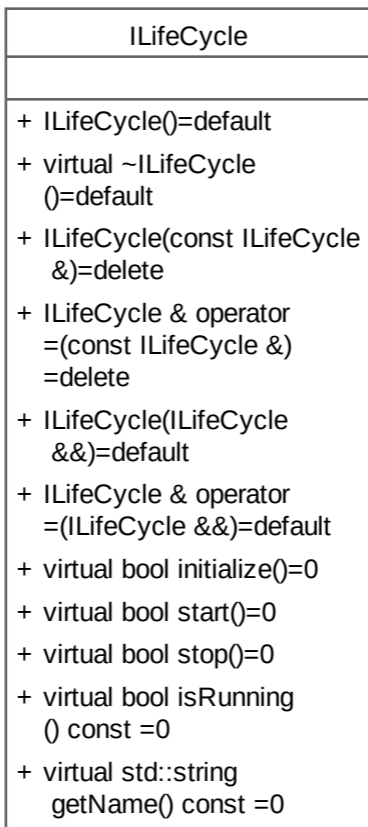 ILifeCycle
+ ILifeCycle()=default
+ virtual ~ILifeCycle
()=default
+ ILifeCycle(const ILifeCycle
&)=delete
+ ILifeCycle & operator
=(const ILifeCycle &)
=delete
+ ILifeCycle(ILifeCycle
&&)=default
+ ILifeCycle & operator
=(ILifeCycle &&)=default
+ virtual bool initialize()=0
+ virtual bool start()=0
+ virtual bool stop()=0
+ virtual bool isRunning
() const =0
+ virtual std::string
getName() const =0